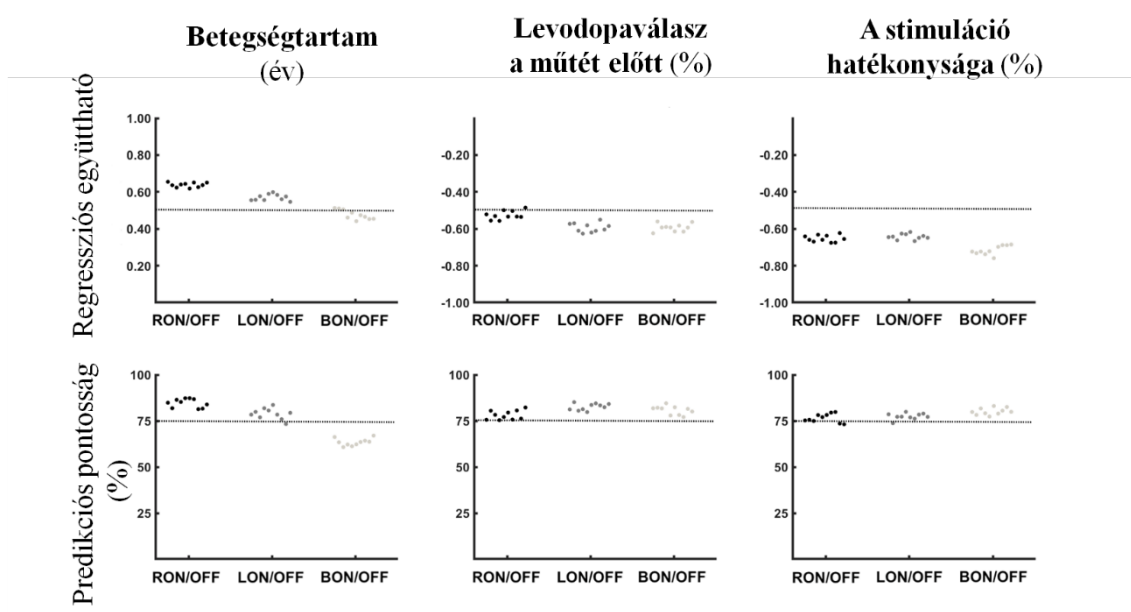 Betegségtartam
(év)
Levodopaválasz
a műtét előtt (%)
A stimuláció
hatékonysága (%)
Regressziós együttható
1.00
0.80
0.60
0.40
0.20
RON/OFF LON/OFF BON/OFF
-0.20
-0.40
-0.60
-0.80
-1.00
RON/OFF LON/OFF BON/OFF
-0.20
-0.40
-0.60
-0.80
-1.00
RON/OFF LON/OFF BON/OFF
Predikciós pontosság
(%)
100
75
50
25
RON/OFF LON/OFF BON/OFF
100
75
50
25
RON/OFF LON/OFF BON/OFF
100
75
50
25
RON/OFF LON/OFF BON/OFF